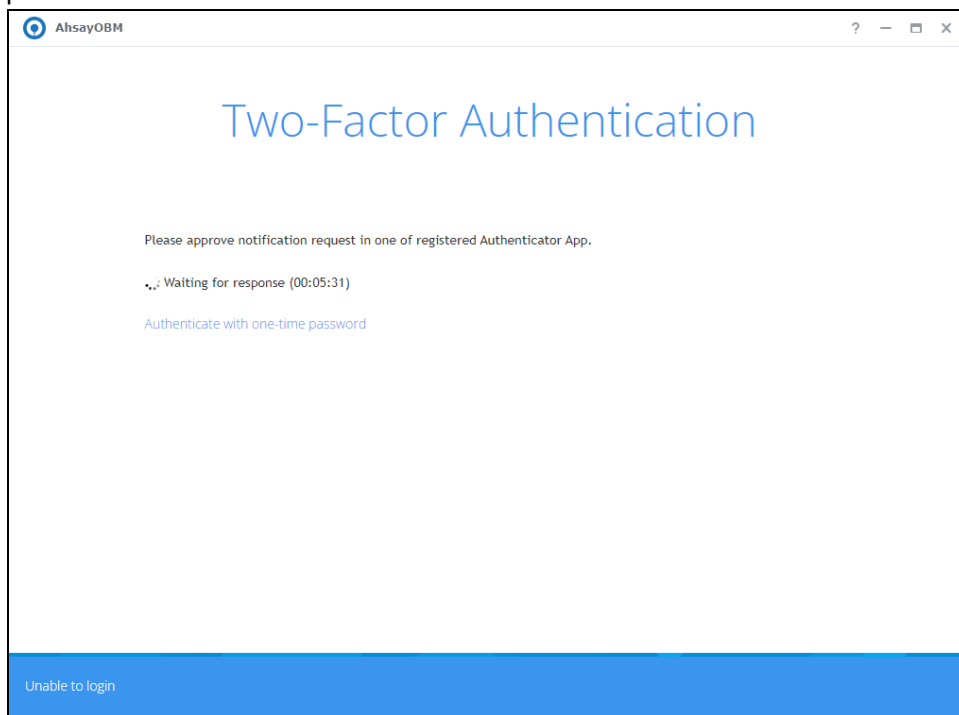 AhsayOBM
Two-Factor Authentication
Please approve notification request in one of registered Authenticator App.
Waiting for response (00:05:31)
Authenticate with one-time password
Unable to login